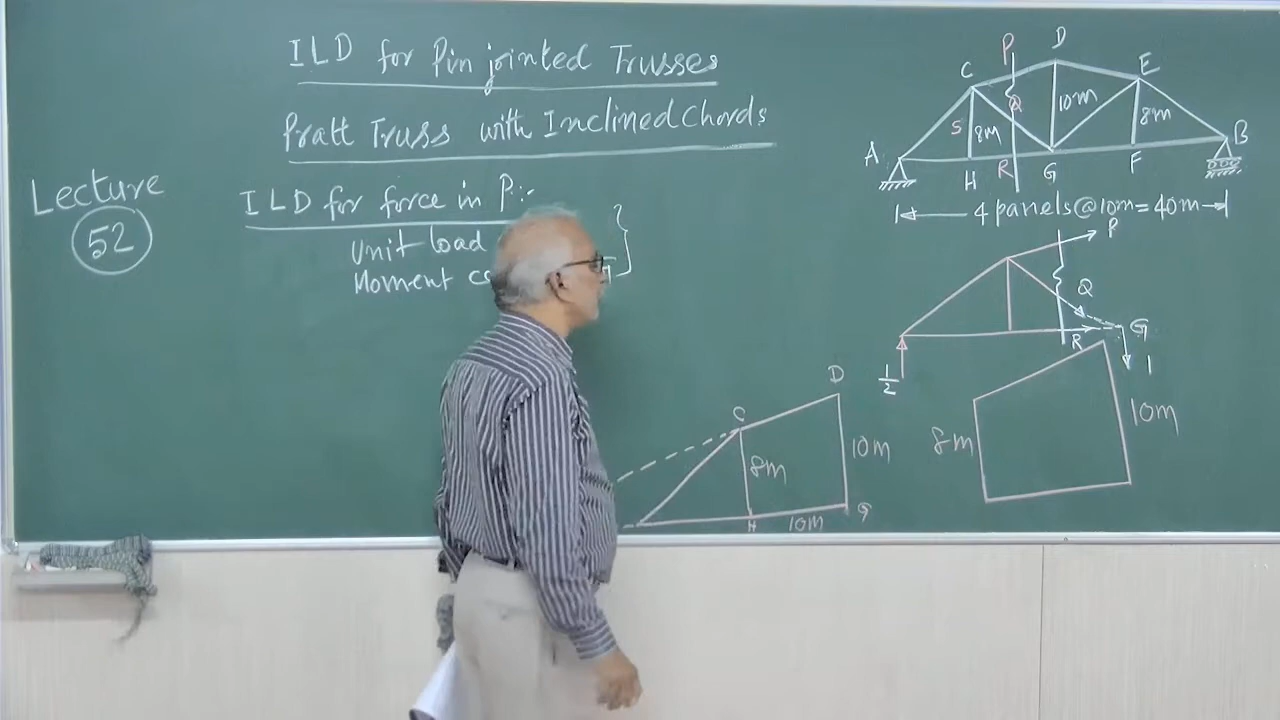 ILD for Pin jointed Trusses
Pratt Truss with Inclined Chords
Lecture
52
ILD for force in P:-
Unit load
Moment
P
D
C
E
Q
10m
S
8m
8m
A
B
H
R
G
F
4 panels@10m=40m
P
Q
G
R
1
1/2
8m
10m
D
C
8m
10m
H
10m
G